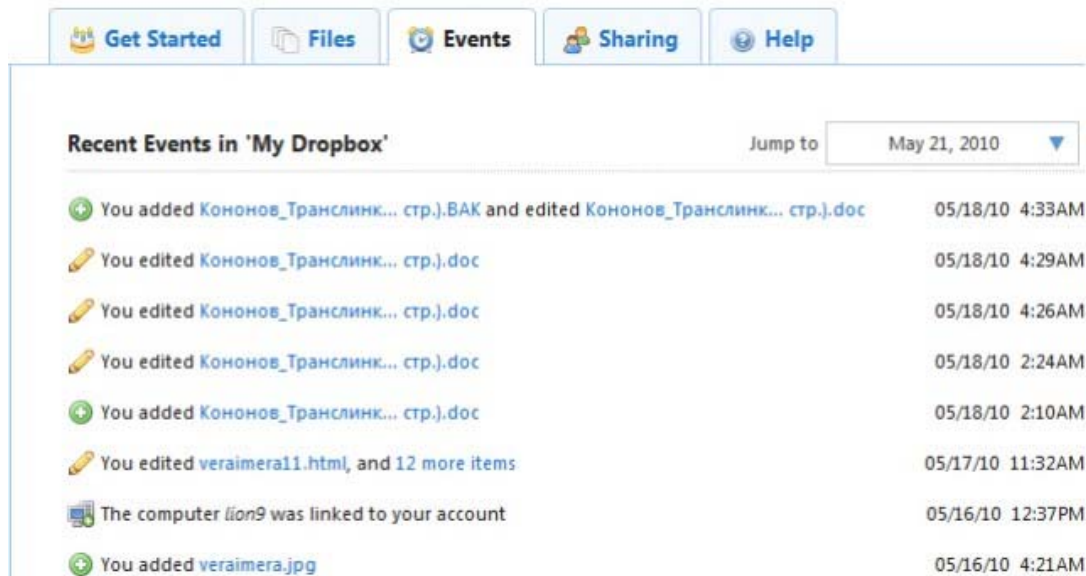 Get Started Files Events Sharing Help
Recent Events in 'My Dropbox' Jump to May 21, 2010
You added Кононов_Транслинк... стр.).BAK and edited Кононов_Транслинк... стр.).doc 05/18/10 4:33AM
You edited Кононов_Транслинк... стр.).doc 05/18/10 4:29AM
You edited Кононов_Транслинк... стр.).doc 05/18/10 4:26AM
You edited Кононов_Транслинк... стр.).doc 05/18/10 2:24AM
You added Кононов_Транслинк... стр.).doc 05/18/10 2:10AM
You edited veraimera11.html, and 12 more items 05/17/10 11:32AM
The computer lion9 was linked to your account 05/16/10 12:37PM
You added veraimera.jpg 05/16/10 4:21AM